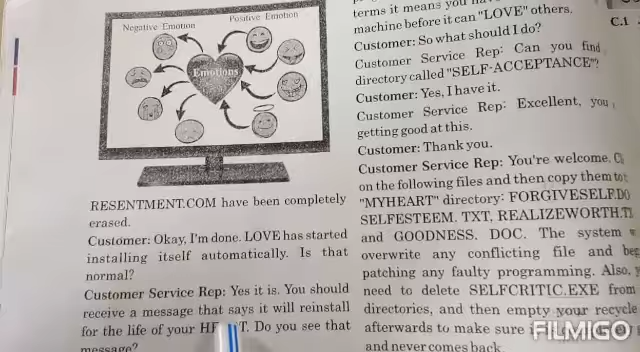 Negative Emotion
Positive Emotion
Emotions
RESENTMENT.COM have been completely
erased.
Customer: Okay, I'm done. LOVE has started
installing itself automatically. Is that
normal?
Customer Service Rep: Yes it is. You should
receive a message that says it will reinstall
for the life of your T. Do you see that
message?
terms it means you
machine before it can "LOVE" others.
Customer: So what should I do?
Customer Service Rep: Can you find
directory called "SELF-ACCEPTANCE"?
Customer: Yes, I have it.
Customer Service Rep: Excellent, you
getting good at this.
Customer: Thank you.
Customer Service Rep: You're welcome.
on the following files and then copy them to
"MYHEART" directory: FORGIVESELF.DO
SELFESTEEM. TXT, REALIZEWORTH.T
and GOODNESS. DOC. The system
overwrite any conflicting file and beg
patching any faulty programming. Also,
need to delete SELFCRITIC.EXE from
directories, and then empty your recycle
afterwards to make sure
and never comes back.
C.1
FILMIGO